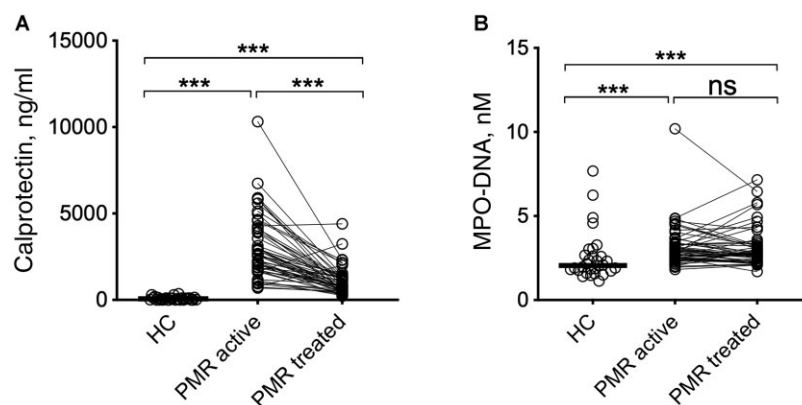 A
Calprotectin, ng/ml
15000
10000
5000
0
***
***
***
HC
PMR active
PMR treated
B
MPO-DNA, nM
15
10
5
0
***
***
ns
HC
PMR active
PMR treated